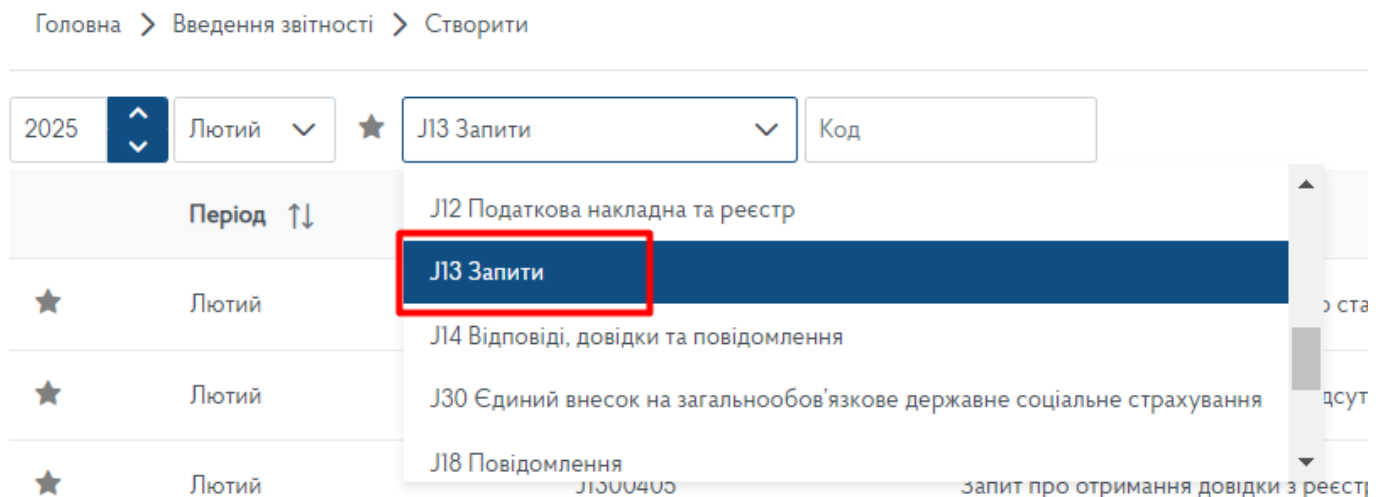 Головна > Введення звітності > Створити
2025 Лютий J13 Запити Код
Період
J12 Податкова накладна та реєстр
J13 Запити
Лютий
J14 Відповіді, довідки та повідомлення
Лютий
J30 Єдиний внесок на загальнообов'язкове державне соціальне страхування
J18 Повідомлення
Лютий J1300405 Запит про отримання довідки з реєстр